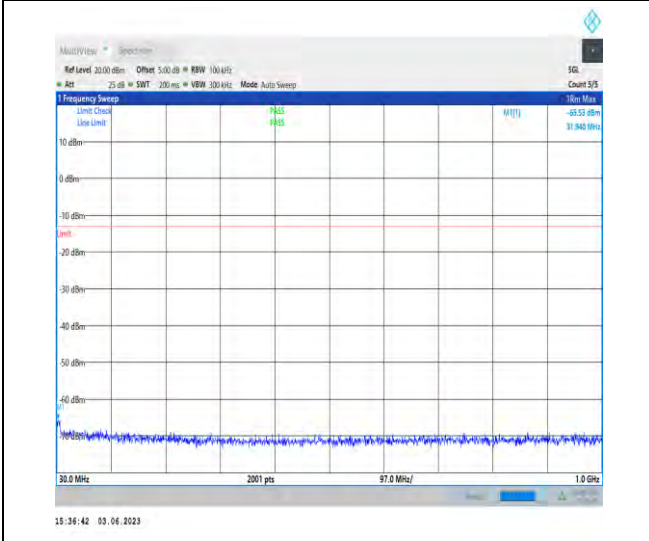 MultiView Spectrum
Ref Level 20.00 dBm Offset 5.00 dB RBW 100 kHz SGL
Att 25 dB SWT 200 ms VBW 300 kHz Mode Auto Sweep Count 5/5
1 Frequency Sweep 1Rm Max
Limit Check PASS M1[1] -65.53 dBm
Line Limit PASS 31.940 MHz
10 dBm
0 dBm
-10 dBm
Limit
-20 dBm
-30 dBm
-40 dBm
-50 dBm
-60 dBm
M1
-70 dBm
30.0 MHz 2001 pts 97.0 MHz/ 1.0 GHz
15:36:42 03.06.2023